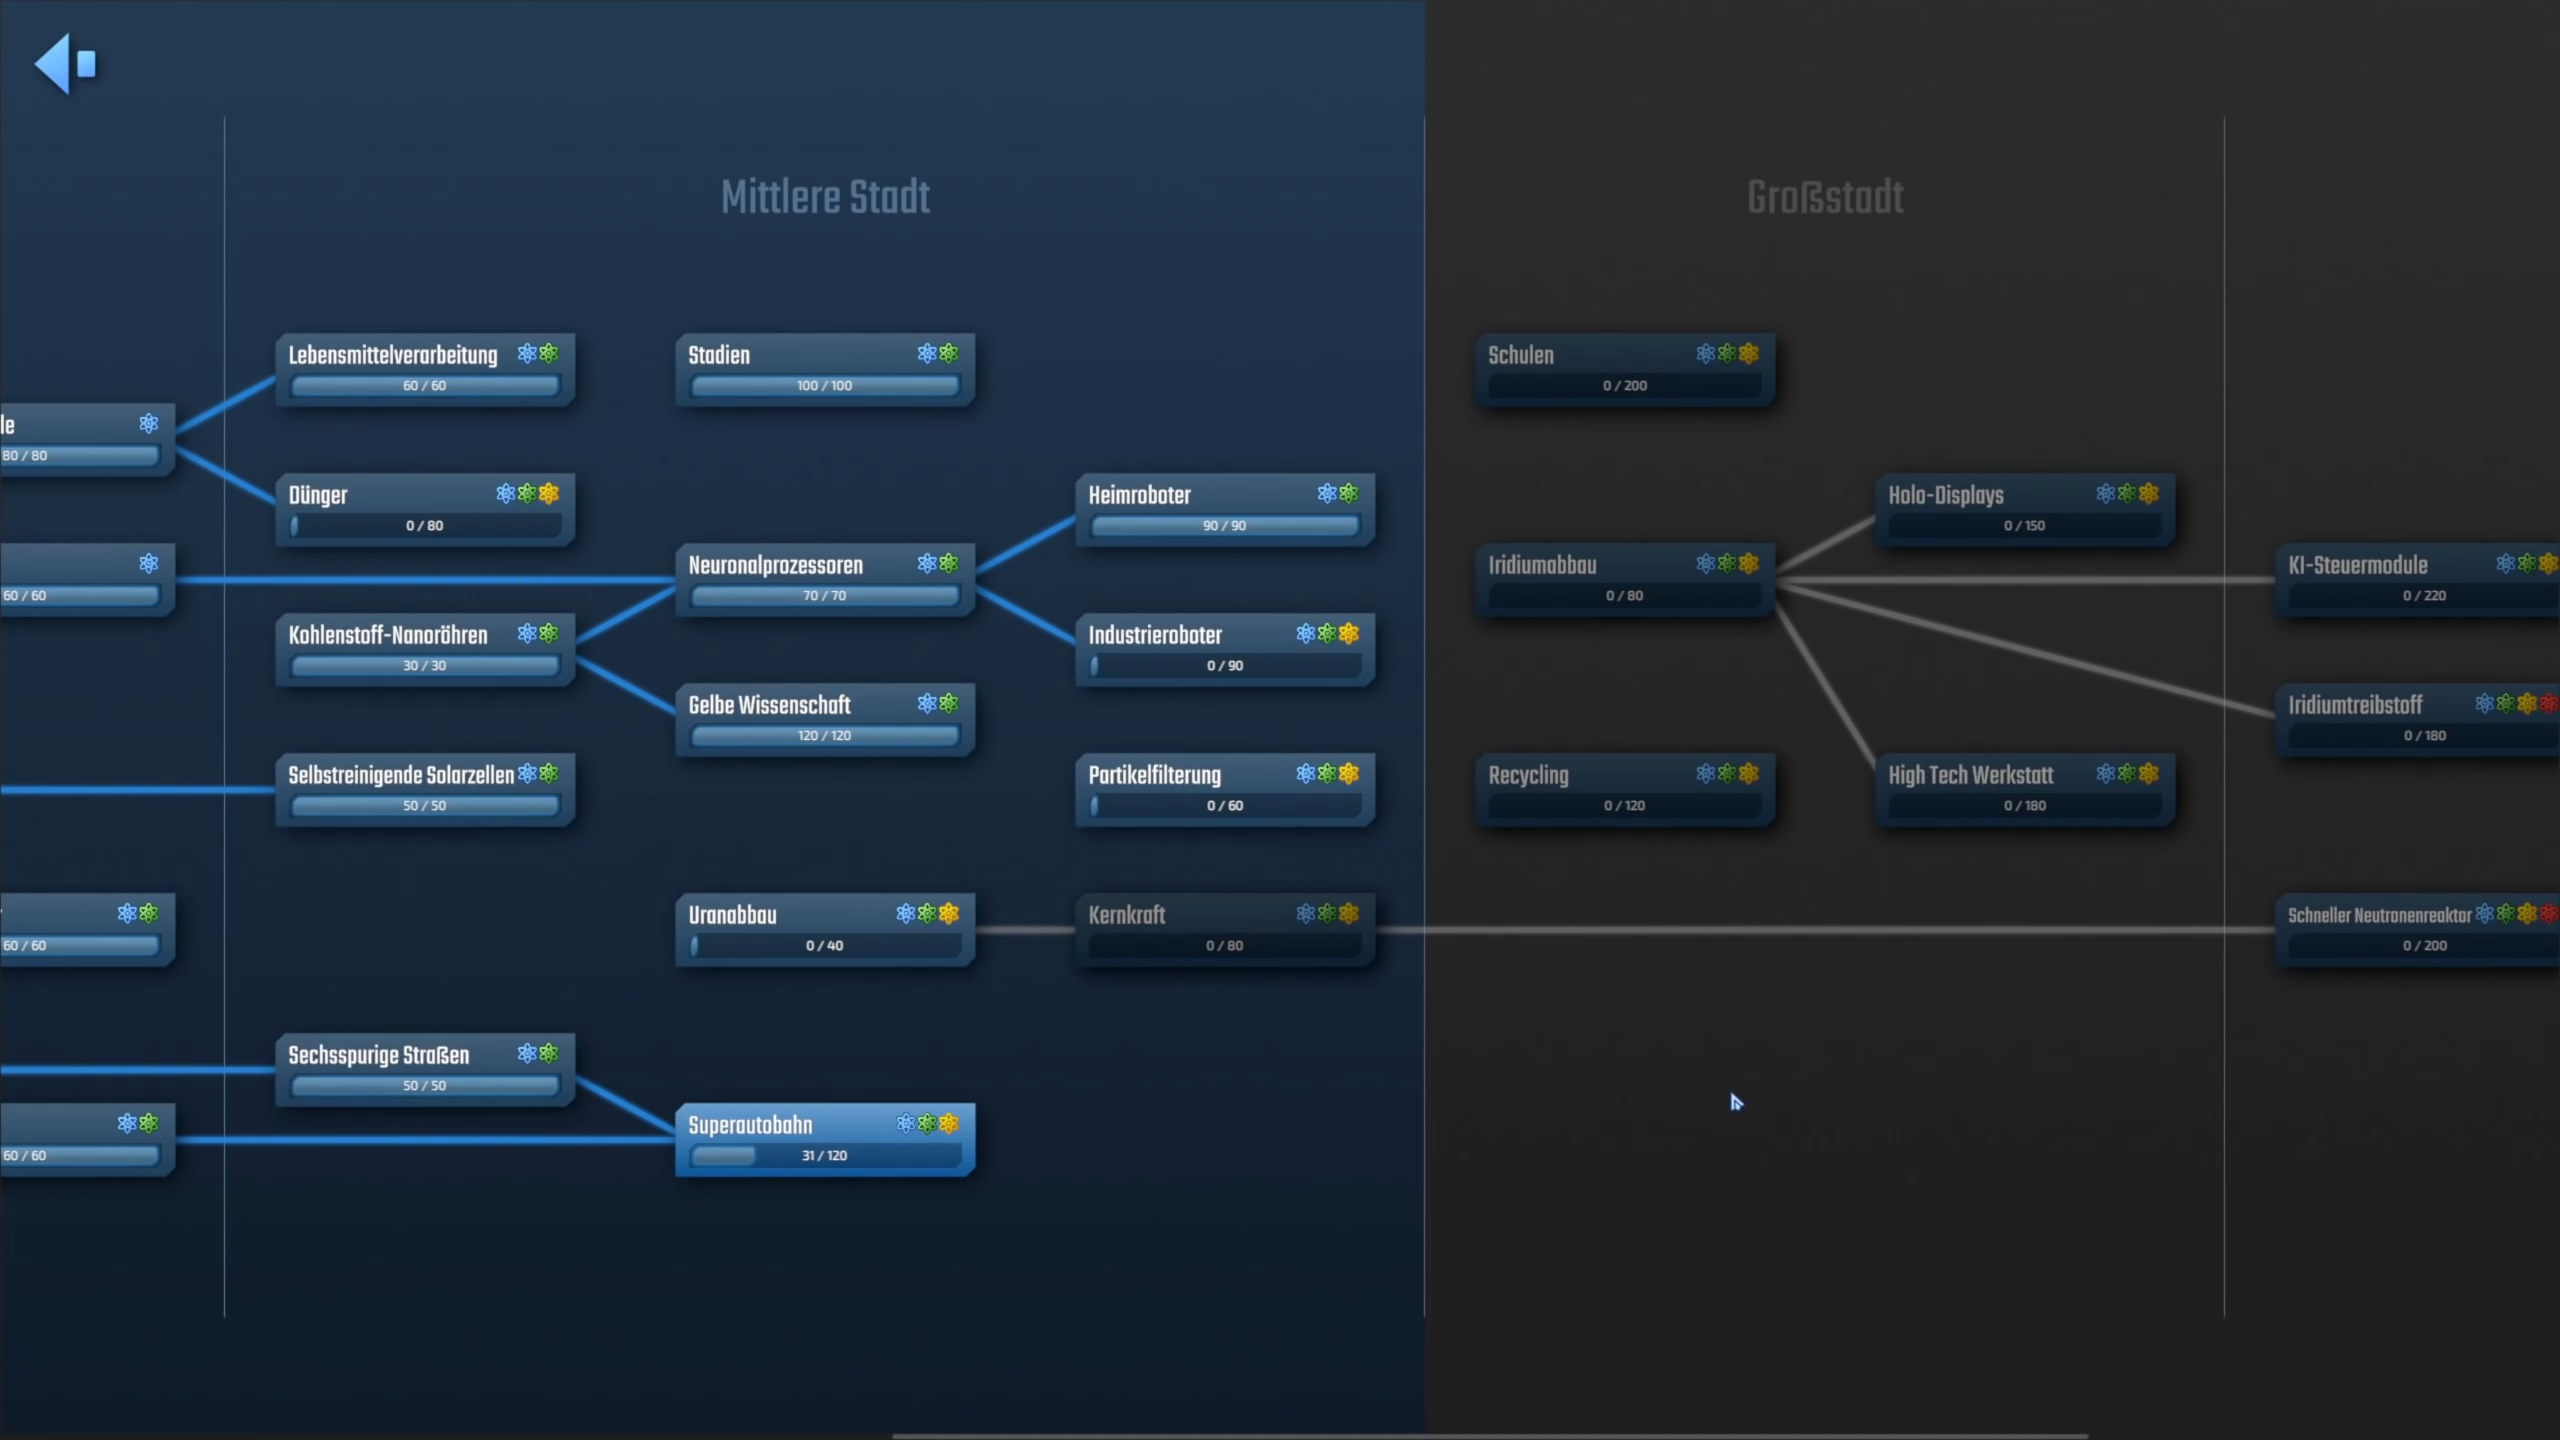 Mittlere Stadt
Großstadt
Lebensmittelverarbeitung
60 / 60
Stadien
100 / 100
Schulen
0 / 200
le
80 / 80
Dünger
0 / 80
Heimroboter
90 / 90
Holo-Displays
0 / 150
60 / 60
Neuronalprozessoren
70 / 70
Iridiumabbau
0 / 80
KI-Steuermodule
0 / 220
Kohlenstoff-Nanoröhren
30 / 30
Industrieroboter
0 / 90
Gelbe Wissenschaft
120 / 120
Iridiumtreibstoff
0 / 180
Selbstreinigende Solarzellen
50 / 50
Partikelfilterung
0 / 60
Recycling
0 / 120
High Tech Werkstatt
0 / 180
60 / 60
Uranabbau
0 / 40
Kernkraft
0 / 80
Schneller Neutronenreaktor
0 / 200
Sechsspurige Straßen
50 / 50
60 / 60
Superautobahn
31 / 120